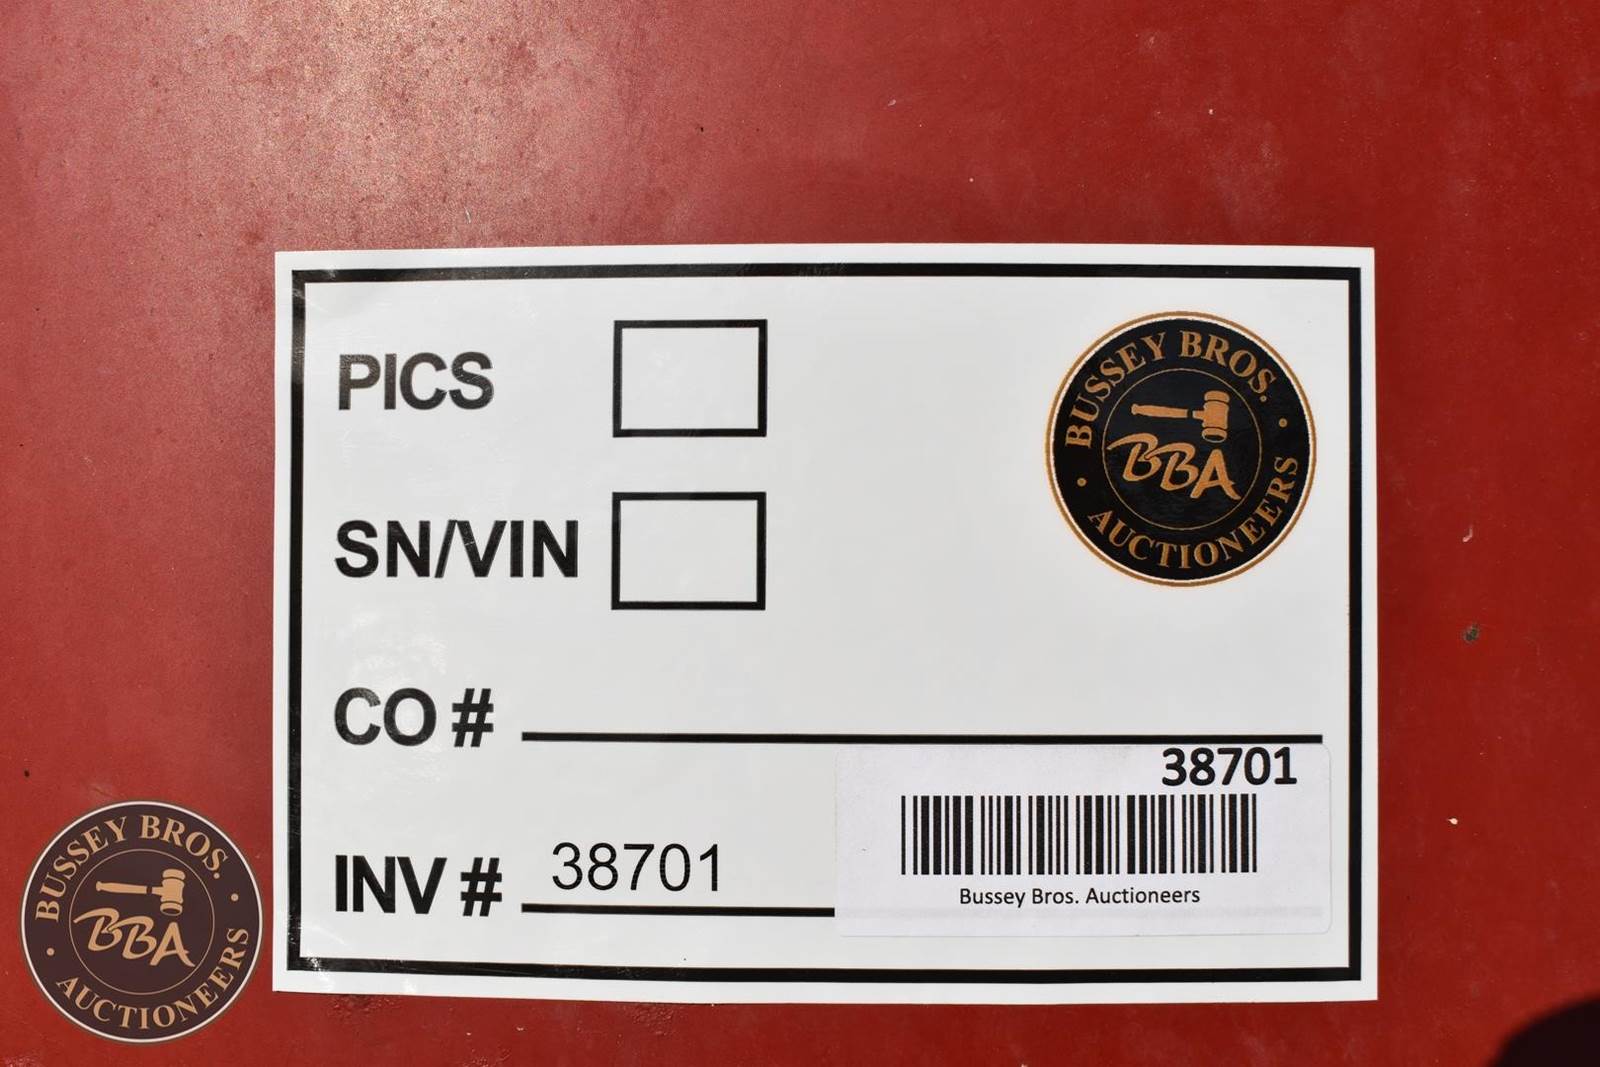 PICS
BUSSEY BROS.
BBA
AUCTIONEERS
SN/VIN
CO #
38701
INV # 38701
Bussey Bros. Auctioneers
BUSSEY BROS.
BBA
AUCTIONEERS